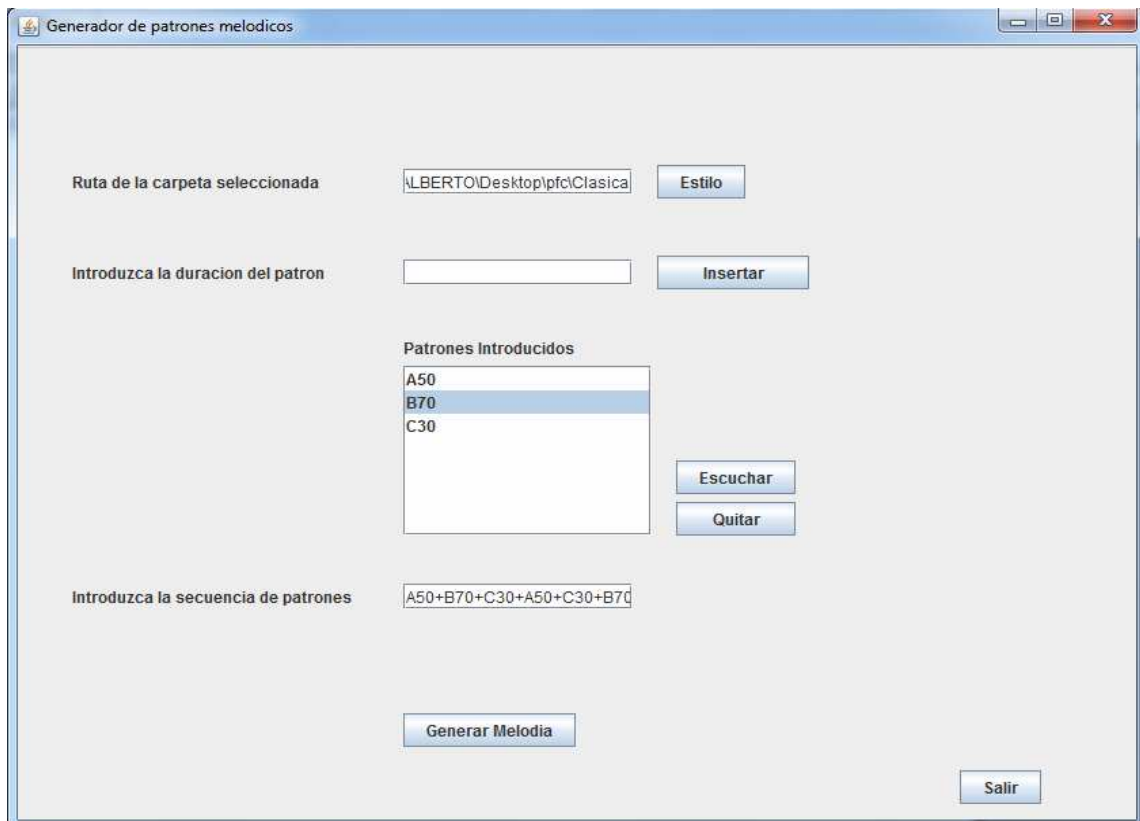 Generador de patrones melodicos
Ruta de la carpeta seleccionada
ALBERTO\Desktop\pfc\Clasica
Estilo
Introduzca la duracion del patron
Insertar
Patrones Introducidos
A50
B70
C30
Escuchar
Quitar
Introduzca la secuencia de patrones
A50+B70+C30+A50+C30+B70
Generar Melodia
Salir